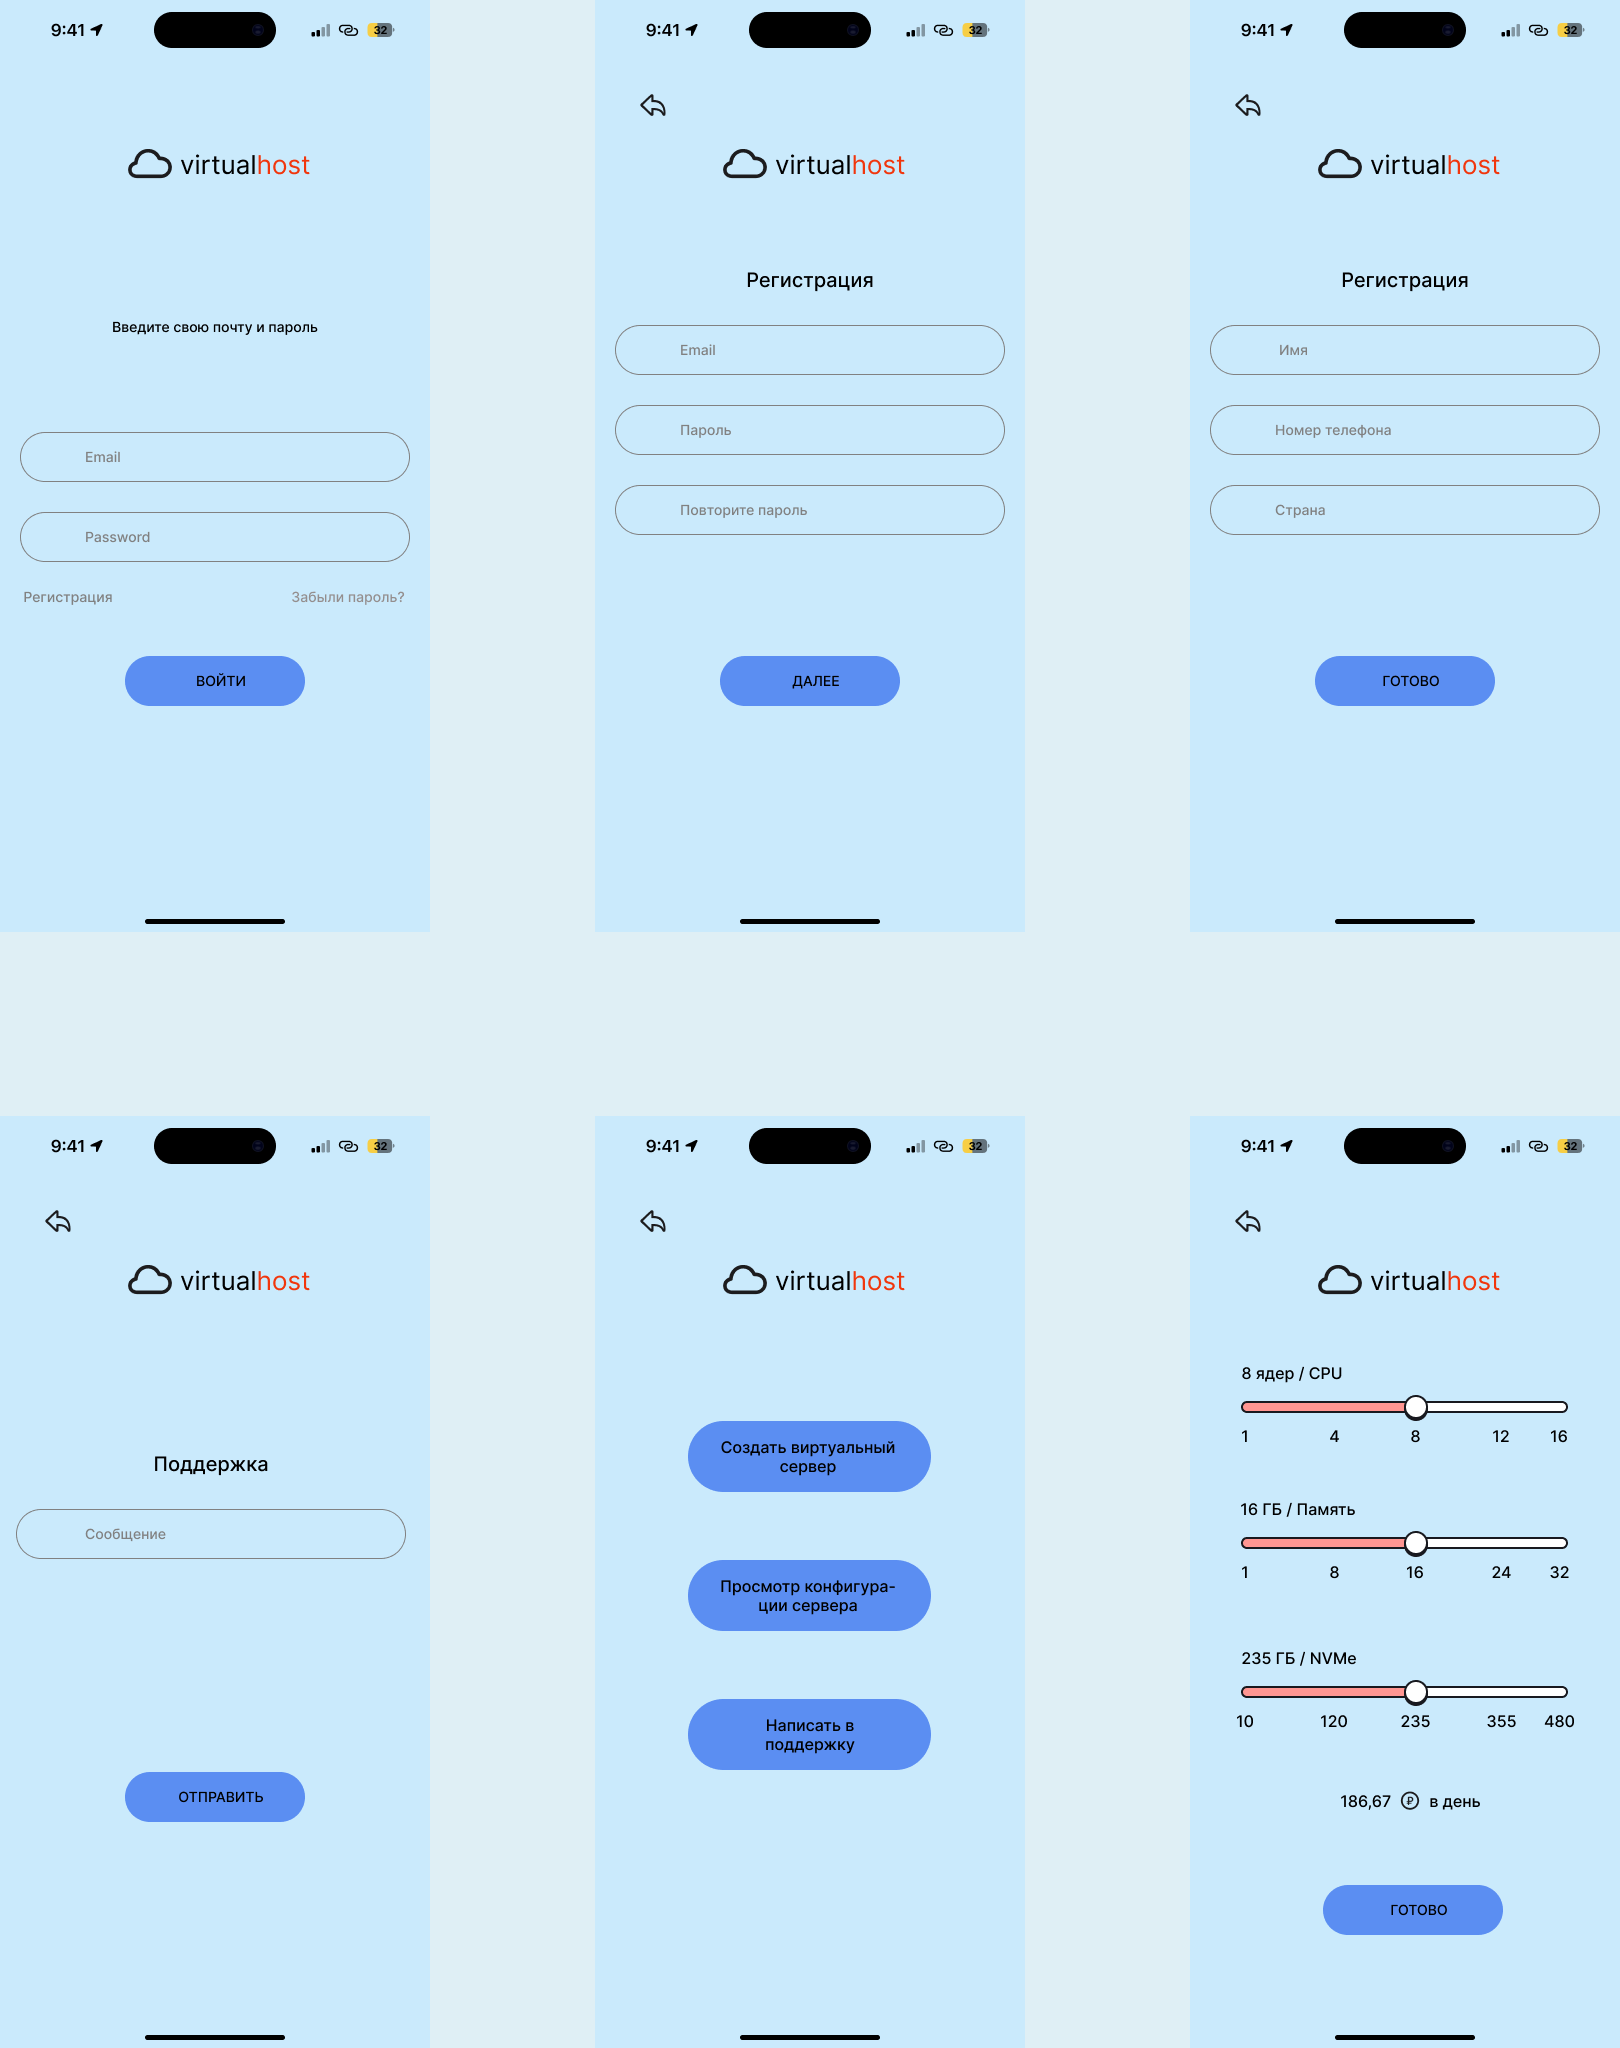 9:41
32
virtualhost
Введите свою почту и пароль
Email
Password
Регистрация
Забыли пароль?
ВОЙТИ
9:41
32
virtualhost
Регистрация
Email
Пароль
Повторите пароль
ДАЛЕЕ
9:41
32
virtualhost
Регистрация
Имя
Номер телефона
Страна
ГОТОВО
9:41
32
virtualhost
Поддержка
Сообщение
ОТПРАВИТЬ
9:41
32
virtualhost
Создать виртуальный
сервер
Просмотр конфигура-
ции сервера
Написать в
поддержку
9:41
32
virtualhost
8 ядер / CPU
1 4 8 12 16
16 ГБ / Память
1 8 16 24 32
235 ГБ / NVMe
10 120 235 355 480
186,67 ₽ в день
ГОТОВО